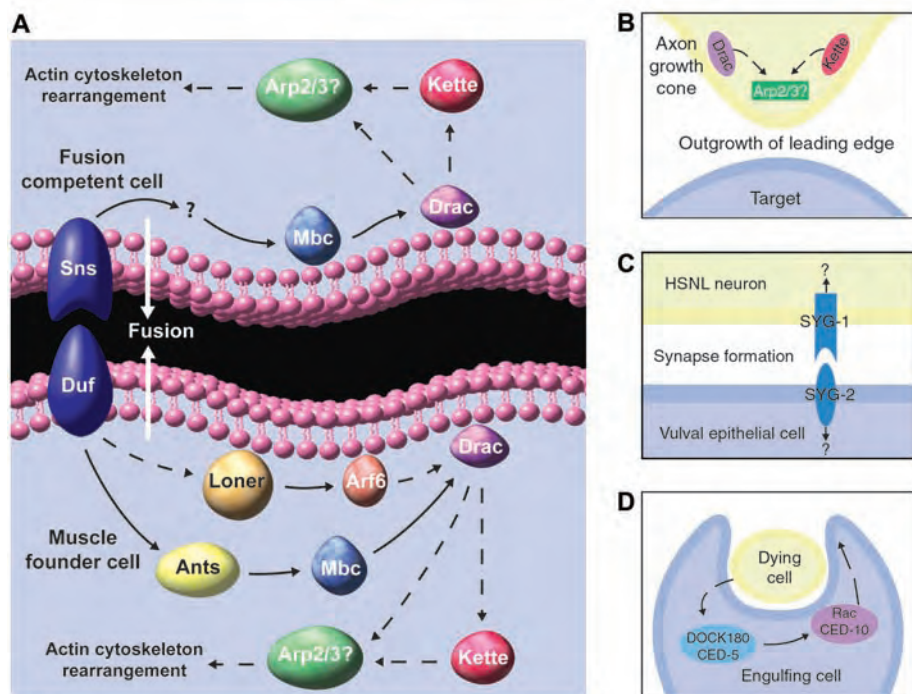 A
Actin cytoskeleton
rearrangement
Arp2/3?
Kette
Fusion
competent cell
?
Mbc
Drac
Sns
Fusion
Duf
Drac
Loner
Arf6
Muscle
founder cell
Ants
Mbc
Actin cytoskeleton
rearrangement
Arp2/3?
Kette
B
Axon
growth
cone
Drac
Kette
Arp2/3?
Outgrowth of leading edge
Target
C
?
HSNL neuron
SYG-1
Synapse formation
SYG-2
Vulval epithelial cell
?
D
Dying
cell
Rac
CED-10
DOCK180
CED-5
Engulfing cell